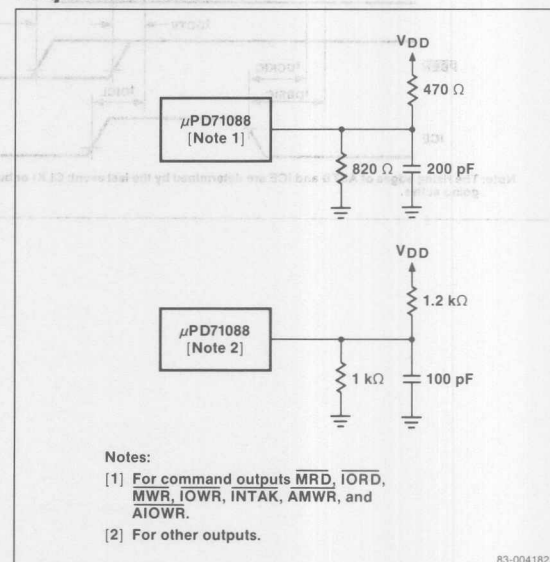 VDD
470 Ω
μPD71088
[Note 1]
820 Ω
200 pF
VDD
1.2 kΩ
μPD71088
[Note 2]
1 kΩ
100 pF
Notes:
[1] For command outputs MRD, IORD,
MWR, IOWR, INTAK, AMWR, and
AIOWR.
[2] For other outputs.
83-004182